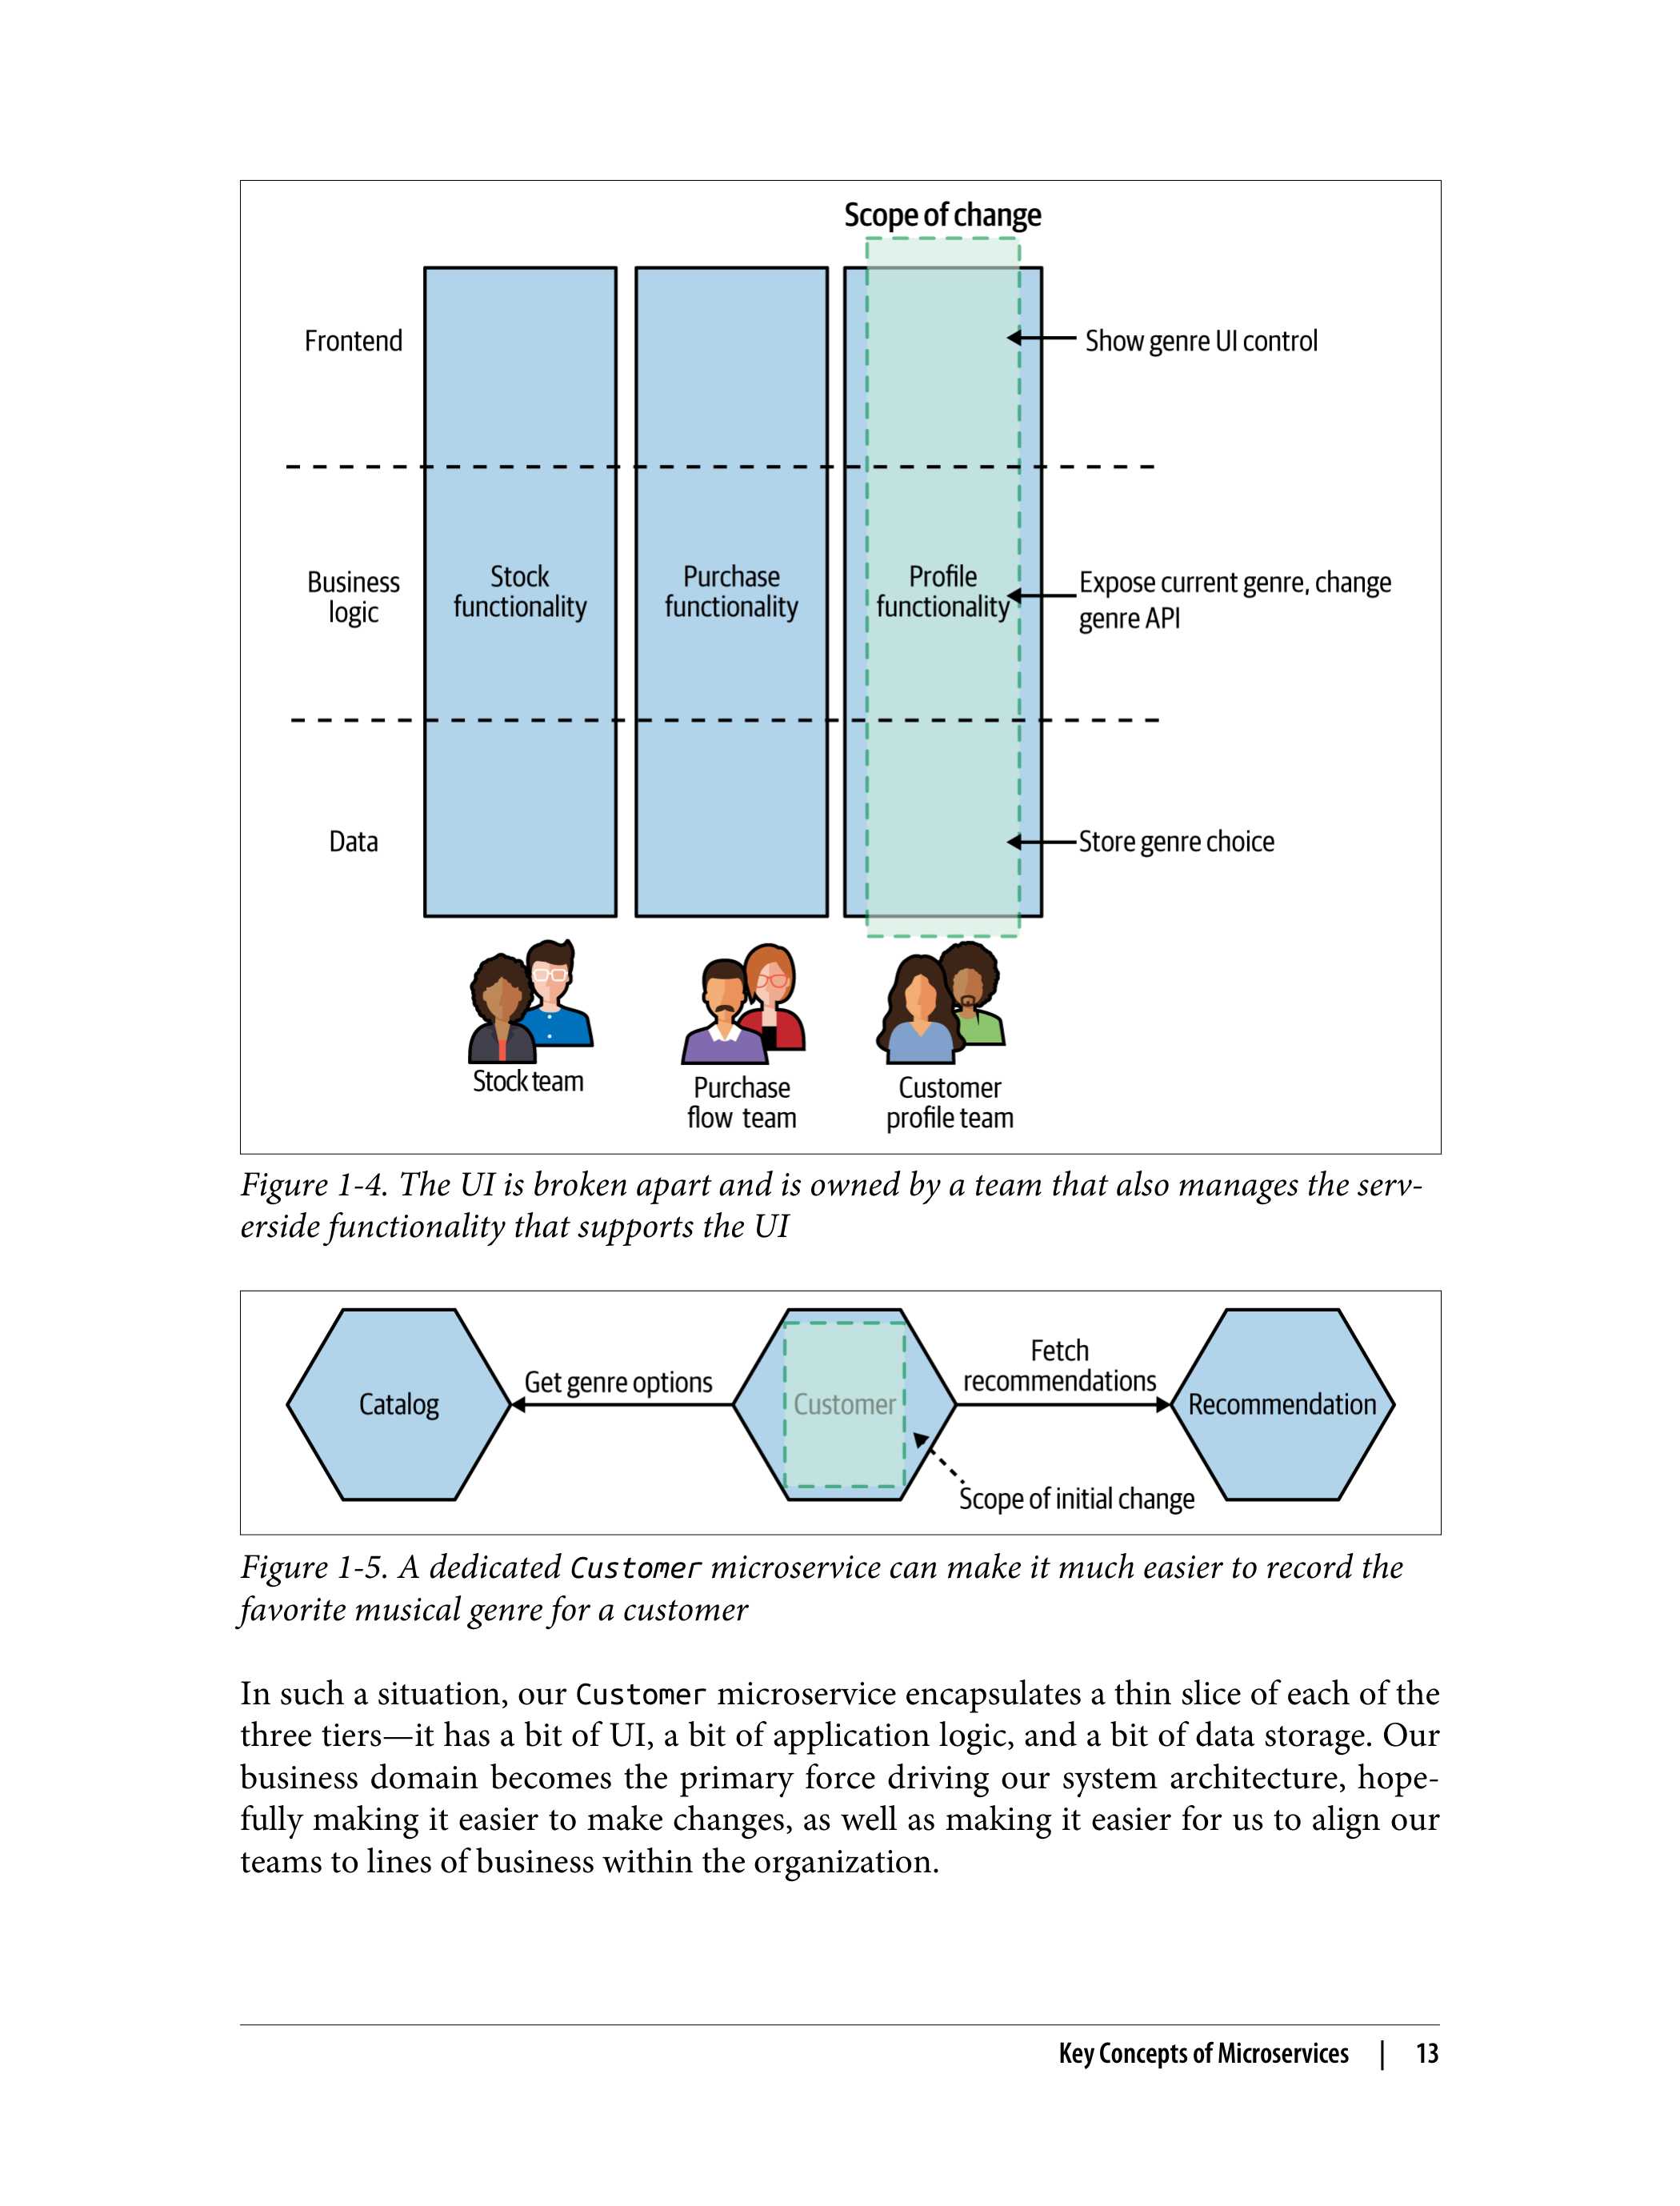 Scope of change
Frontend
Show genre UI control
Business
logic
Stock
functionality
Purchase
functionality
Profile
functionality
Expose current genre, change
genre API
Data
Store genre choice
Stock team
Purchase
flow team
Customer
profile team
Figure 1-4. The UI is broken apart and is owned by a team that also manages the serv-
erside functionality that supports the UI
Catalog
Get genre options
Customer
Fetch
recommendations
Recommendation
Scope of initial change
Figure 1-5. A dedicated Customer microservice can make it much easier to record the
favorite musical genre for a customer
In such a situation, our Customer microservice encapsulates a thin slice of each of the
three tiers—it has a bit of UI, a bit of application logic, and a bit of data storage. Our
business domain becomes the primary force driving our system architecture, hope-
fully making it easier to make changes, as well as making it easier for us to align our
teams to lines of business within the organization.
Key Concepts of Microservices | 13